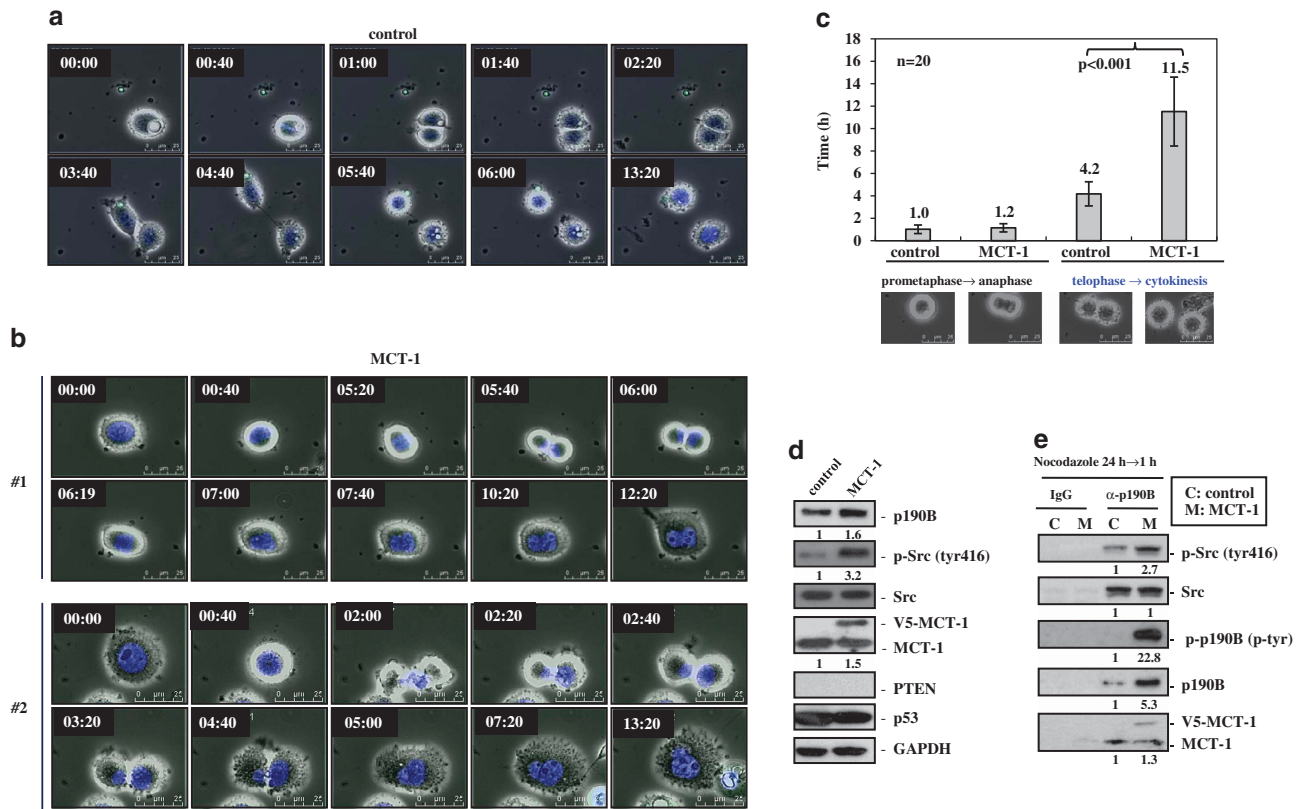 a
control
00:00 00:40 01:00 01:40 02:20
03:40 04:40 05:40 06:00 13:20
b
MCT-1
#1
00:00 00:40 05:20 05:40 06:00
06:19 07:00 07:40 10:20 12:20
#2
00:00 00:40 02:00 02:20 02:40
03:20 04:40 05:00 07:20 13:20
c
Time (h)
18
16
14
12
10
8
6
4
2
0
n=20
p<0.001
1.0 1.2 4.2 11.5
control MCT-1 control MCT-1
prometaphase→ anaphase telophase → cytokinesis
d
control MCT-1
- p190B
1 1.6
- p-Src (tyr416)
1 3.2
- Src
- V5-MCT-1
- MCT-1
1 1.5
- PTEN
- p53
- GAPDH
e
Nocodazole 24 h→1 h
IgG α-p190B
C M C M
C: control
M: MCT-1
- p-Src (tyr416)
1 2.7
- Src
1 1
- p-p190B (p-tyr)
1 22.8
- p190B
1 5.3
- V5-MCT-1
- MCT-1
1 1.3